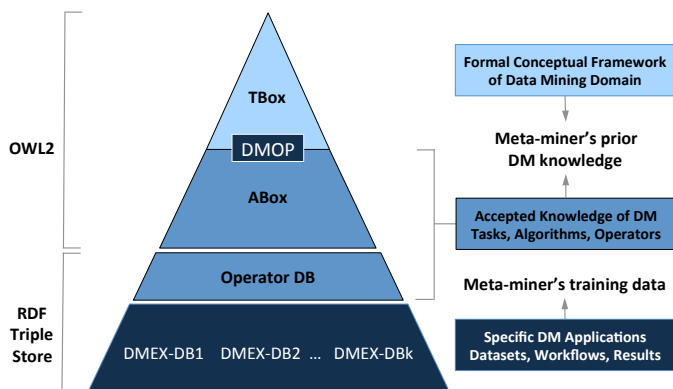 TBox
DMOP
ABox
Operator DB
DMEX-DB1 DMEX-DB2 ... DMEX-DBk
OWL2
RDF
Triple
Store
Formal Conceptual Framework
of Data Mining Domain
Meta-miner's prior
DM knowledge
Accepted Knowledge of DM
Tasks, Algorithms, Operators
Meta-miner's training data
Specific DM Applications
Datasets, Workflows, Results